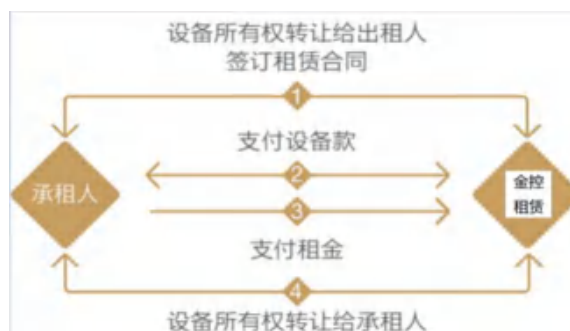 设备所有权转让给出租人
签订租赁合同
1
支付设备款
2
承租人
金控
租赁
3
支付租金
4
设备所有权转让给承租人